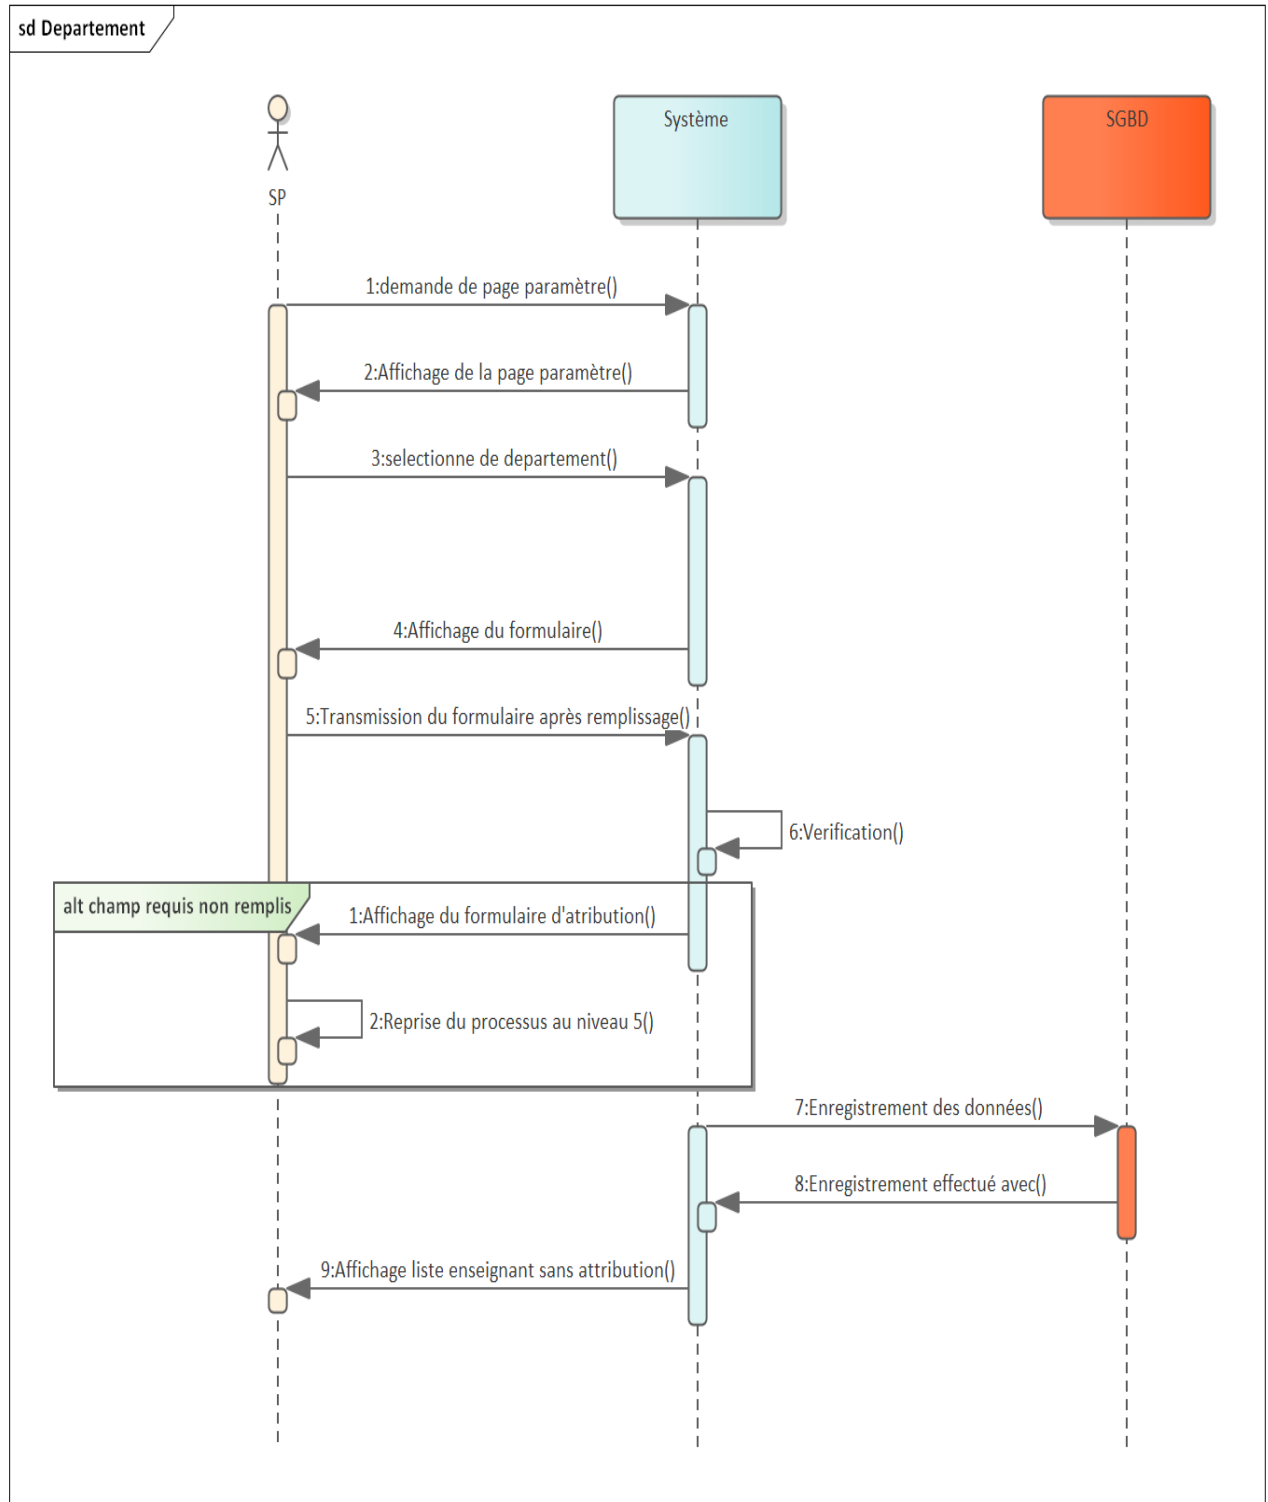 sd Departement
SP
Système
SGBD
1:demande de page paramètre()
2:Affichage de la page paramètre()
3:selectionne de departement()
4:Affichage du formulaire()
5:Transmission du formulaire après remplissage()
6:Verification()
alt champ requis non remplis
1:Affichage du formulaire d'atribution()
2:Reprise du processus au niveau 5()
7:Enregistrement des données()
8:Enregistrement effectué avec()
9:Affichage liste enseignant sans attribution()